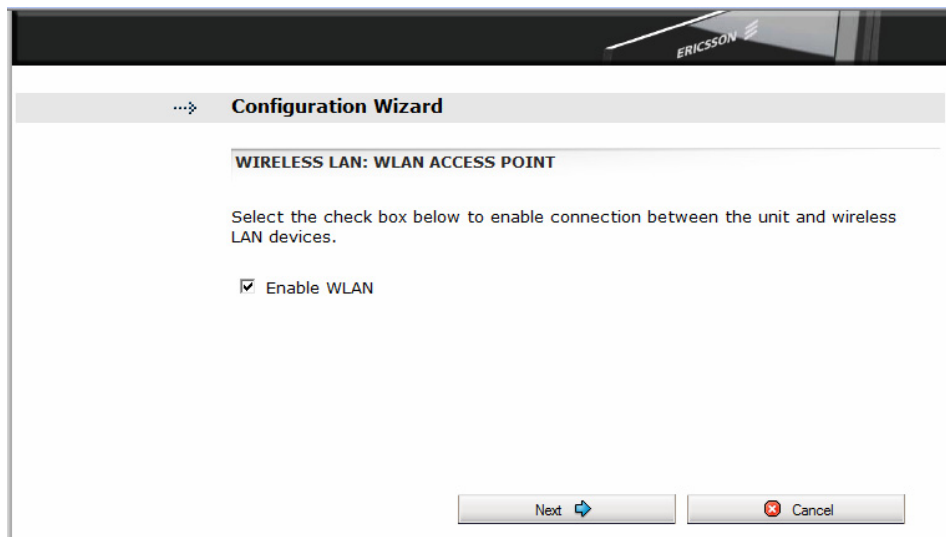 ERICSSON
Configuration Wizard
WIRELESS LAN: WLAN ACCESS POINT
Select the check box below to enable connection between the unit and wireless
LAN devices.
Enable WLAN
Next
Cancel